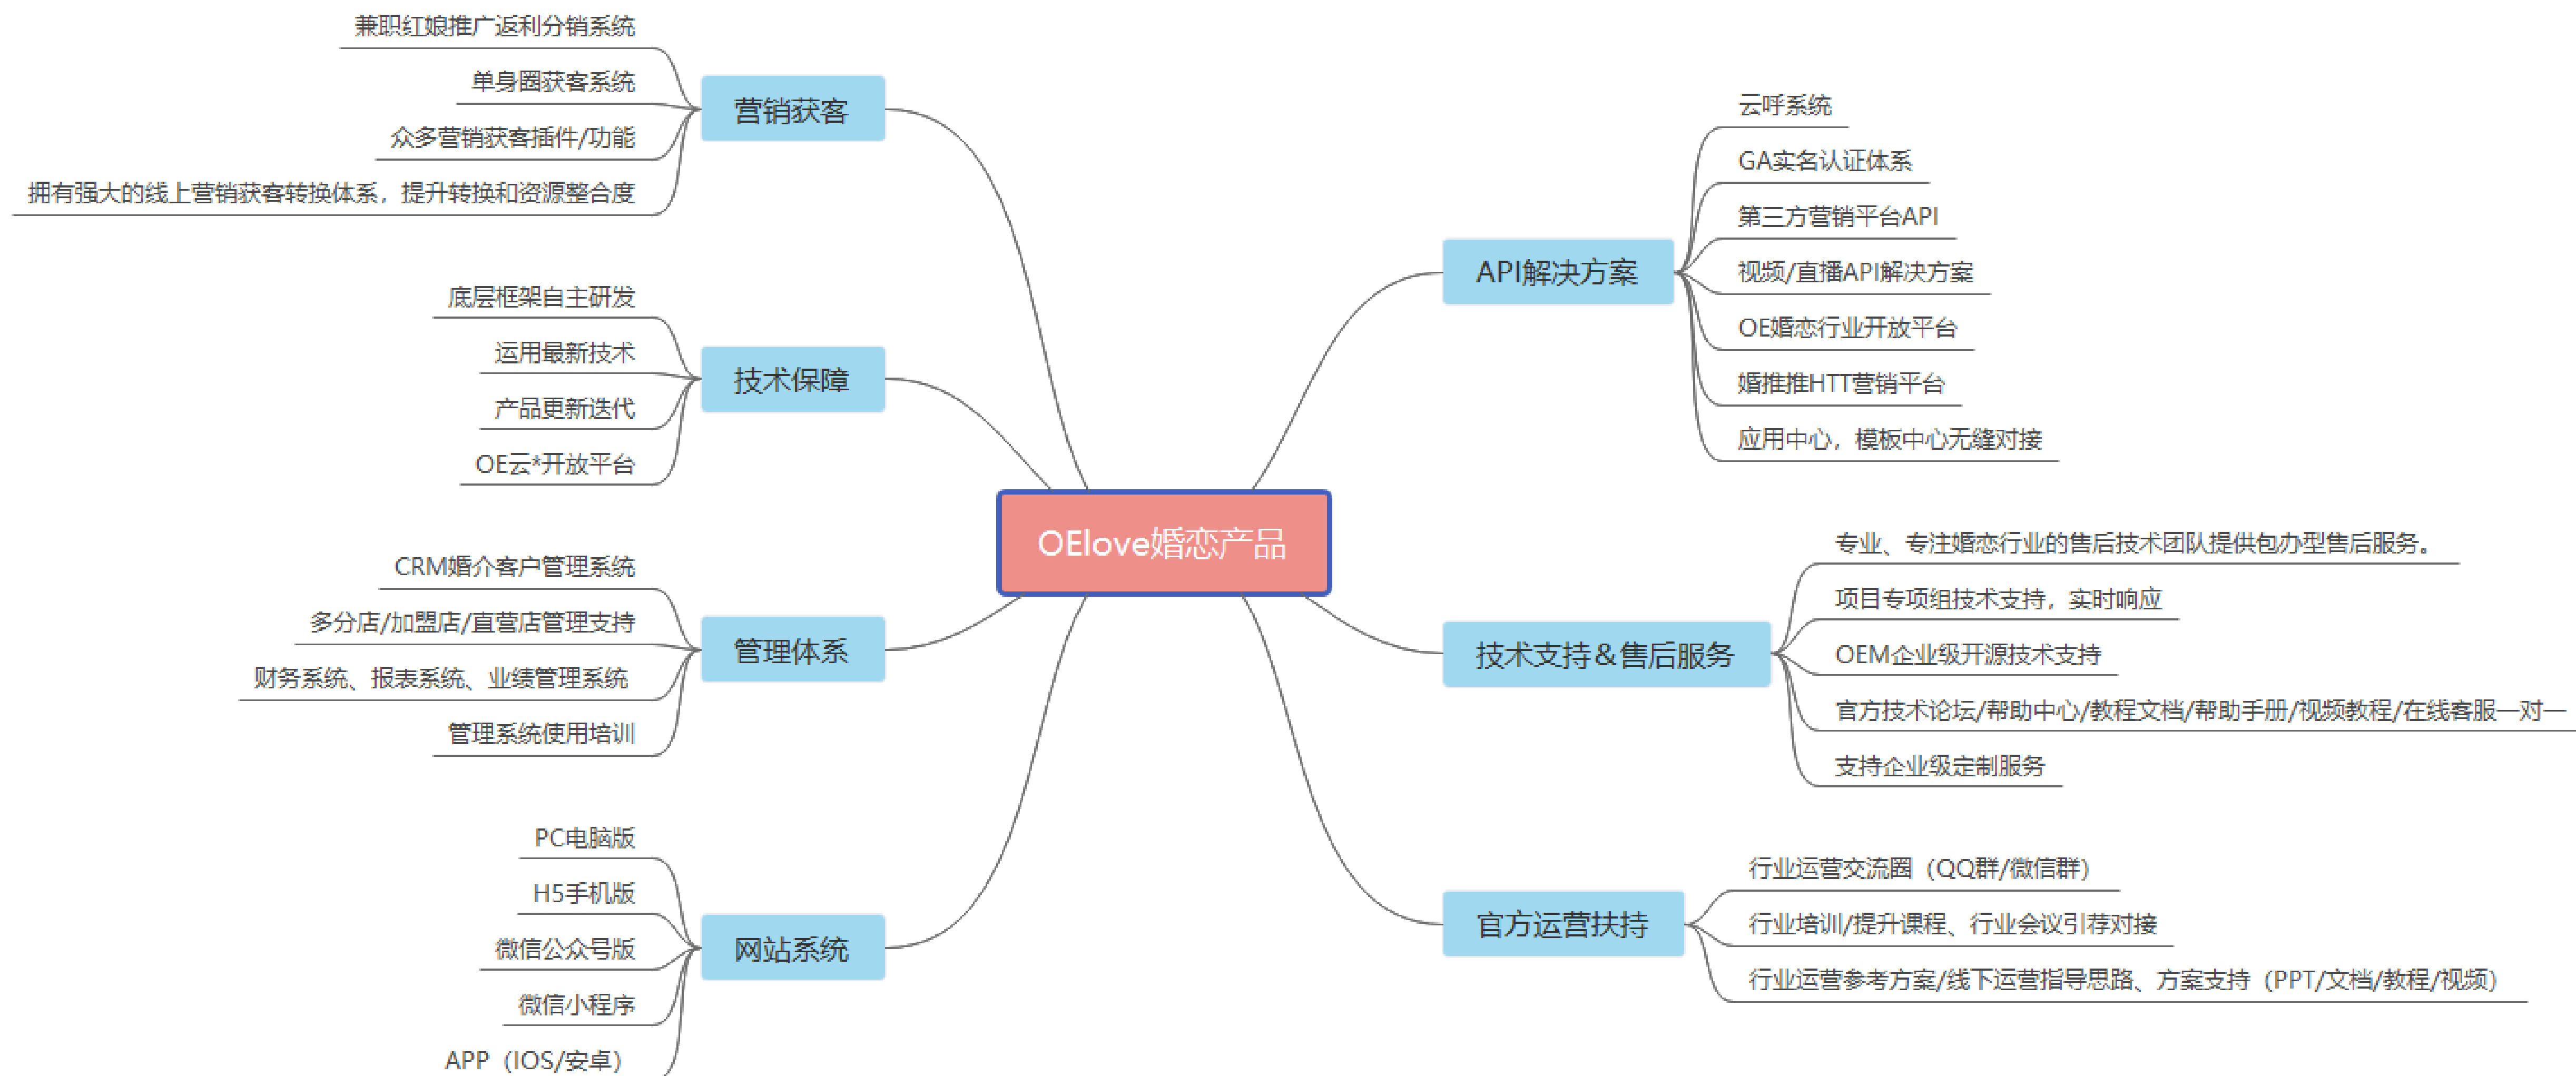 OElove婚恋产品
营销获客
兼职红娘推广返利分销系统
单身圈获客系统
众多营销获客插件/功能
拥有强大的线上营销获客转换体系，提升转换和资源整合度
技术保障
底层框架自主研发
运用最新技术
产品更新迭代
OE云*开放平台
管理体系
CRM婚介客户管理系统
多分店/加盟店/直营店管理支持
财务系统、报表系统、业绩管理系统
管理系统使用培训
网站系统
PC电脑版
H5手机版
微信公众号版
微信小程序
APP（IOS/安卓）
API解决方案
云呼系统
GA实名认证体系
第三方营销平台API
视频/直播API解决方案
OE婚恋行业开放平台
婚推推HTT营销平台
应用中心，模板中心无缝对接
技术支持＆售后服务
专业、专注婚恋行业的售后技术团队提供包办型售后服务。
项目专项组技术支持，实时响应
OEM企业级开源技术支持
官方技术论坛/帮助中心/教程文档/帮助手册/视频教程/在线客服一对一
支持企业级定制服务
官方运营扶持
行业运营交流圈（QQ群/微信群）
行业培训/提升课程、行业会议引荐对接
行业运营参考方案/线下运营指导思路、方案支持（PPT/文档/教程/视频）